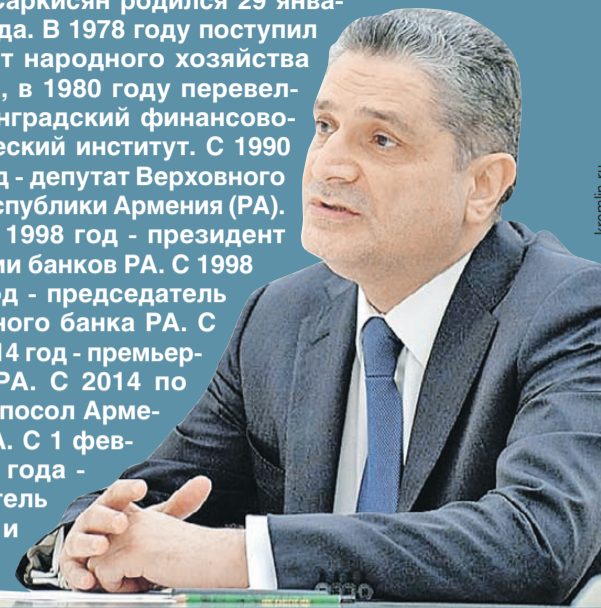 Саркисян родился 29 янва-
да. В 1978 году поступил
т народного хозяйства
, в 1980 году перевел-
нградский финансово-
еский институт. С 1990
д - депутат Верховного
спублики Армения (РА).
1998 год - президент
ии банков РА. С 1998
од - председатель
ного банка РА. С
14 год - премьер-
РА. С 2014 по
посол Арме-
А. С 1 фев-
года -
тель
и
kremlin.ru